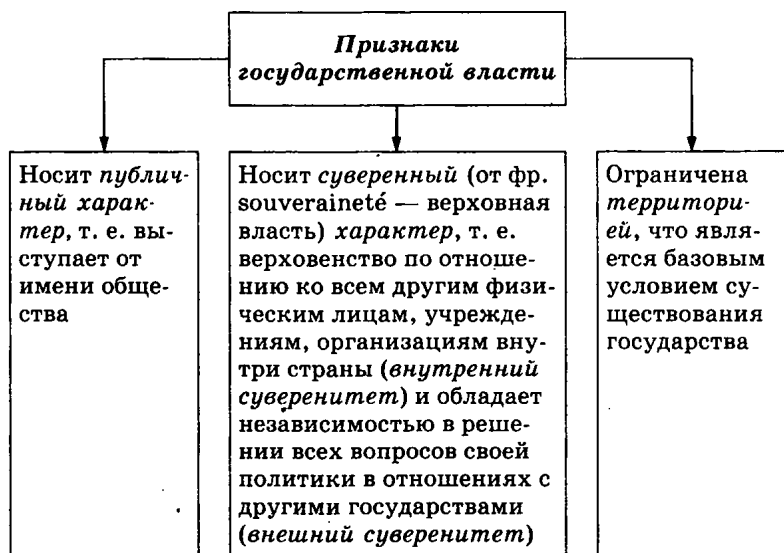 Признаки
государственной власти
Носит публич-
ный харак-
тер, т. е. вы-
ступает от
имени обще-
ства
Носит суверенный (от фр.
souveraineté — верховная
власть) характер, т. е.
верховенство по отноше-
нию ко всем другим физи-
ческим лицам, учрежде-
ниям, организациям вну-
три страны (внутренний
суверенитет) и обладает
независимостью в реше-
нии всех вопросов своей
политики в отношениях с
другими государствами
(внешний суверенитет)
Ограничена
территори-
ей, что явля-
ется базовым
условием су-
ществования
государства